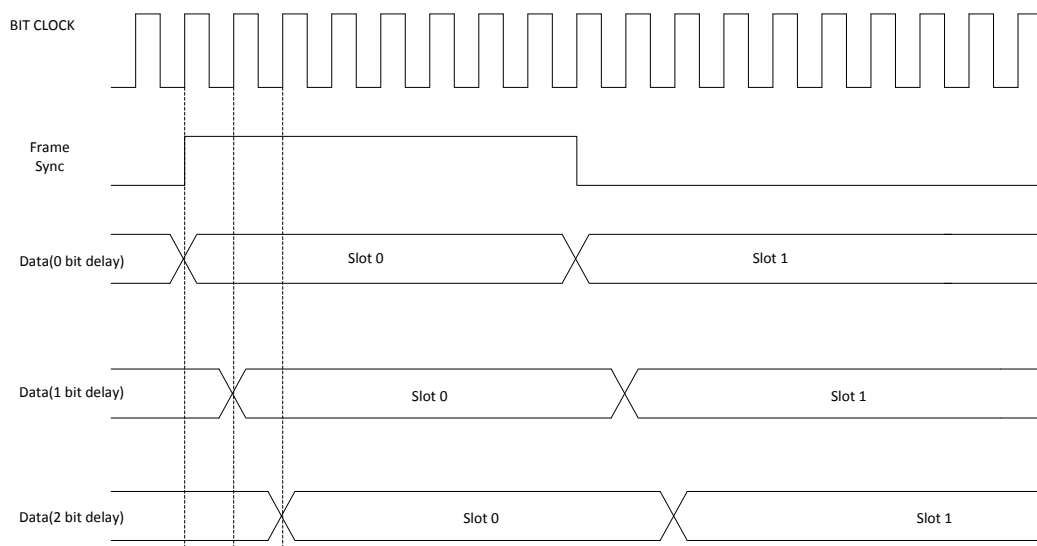 BIT CLOCK
Frame
Sync
Data(0 bit delay)
Slot 0
Slot 1
Data(1 bit delay)
Slot 0
Slot 1
Data(2 bit delay)
Slot 0
Slot 1